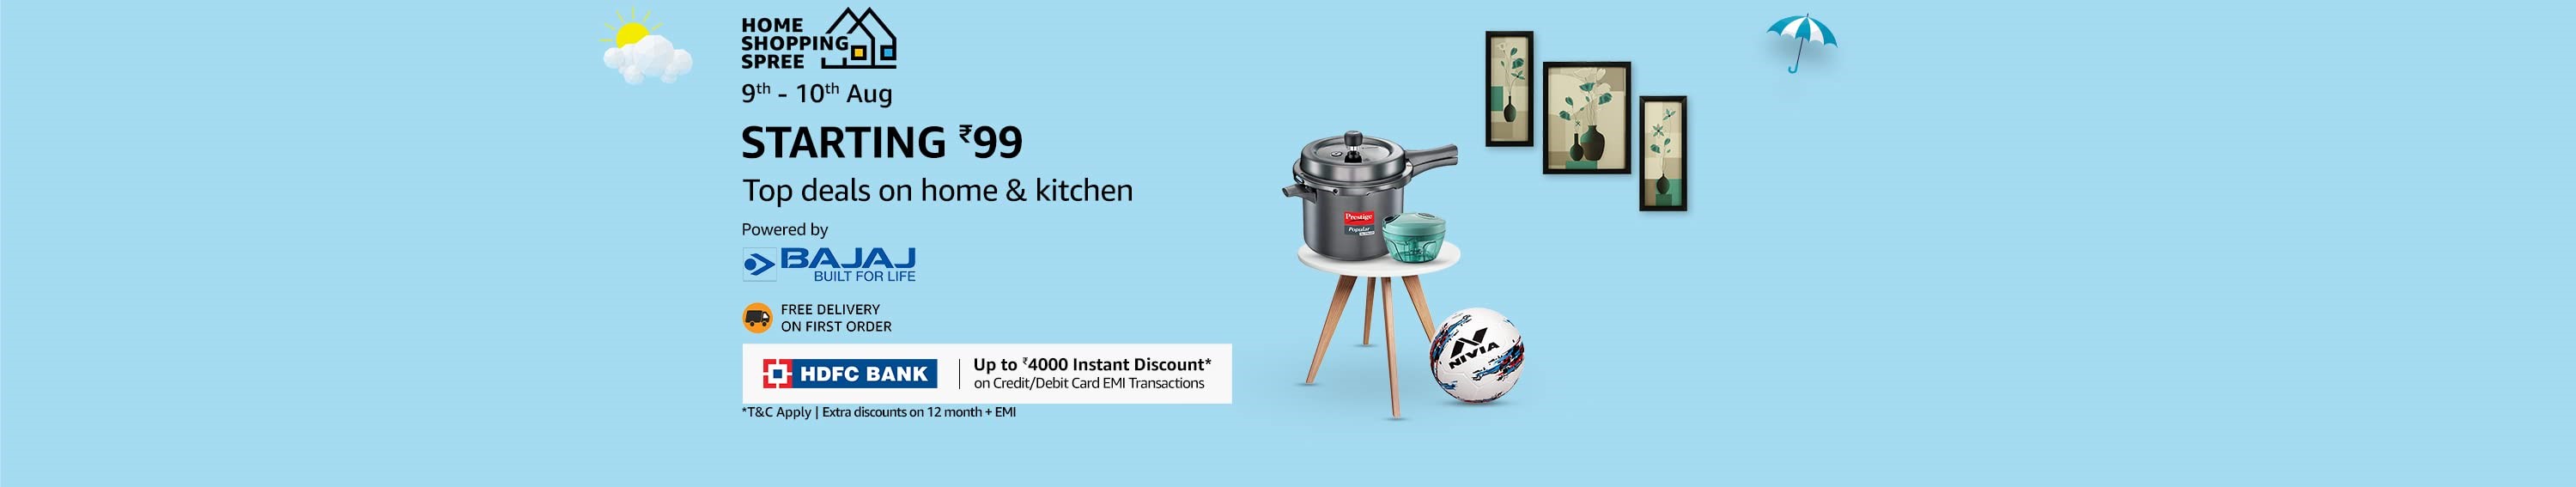 HOME
SHOPPING
SPREE
9th - 10th Aug
STARTING ₹99
Top deals on home & kitchen
Powered by
BAJAJ
BUILT FOR LIFE
FREE DELIVERY
ON FIRST ORDER
HDFC BANK
Up to ₹4000 Instant Discount*
on Credit/Debit Card EMI Transactions
*T&C Apply | Extra discounts on 12 month + EMI
Prestige
Popular
NIVIA